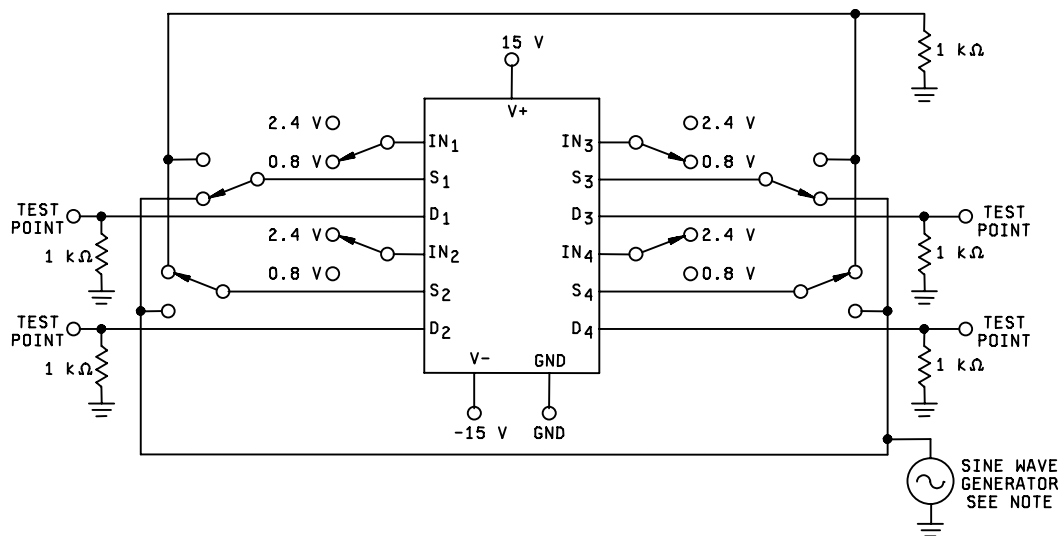 15 V
1 kΩ
V+
2.4 V
2.4 V
IN1
IN3
0.8 V
0.8 V
S1
S3
TEST
POINT
D1
D3
TEST
POINT
2.4 V
2.4 V
1 kΩ
IN2
IN4
1 kΩ
0.8 V
0.8 V
S2
S4
TEST
POINT
D2
D4
TEST
POINT
1 kΩ
V-
GND
1 kΩ
-15 V
GND
SINE WAVE
GENERATOR
SEE NOTE